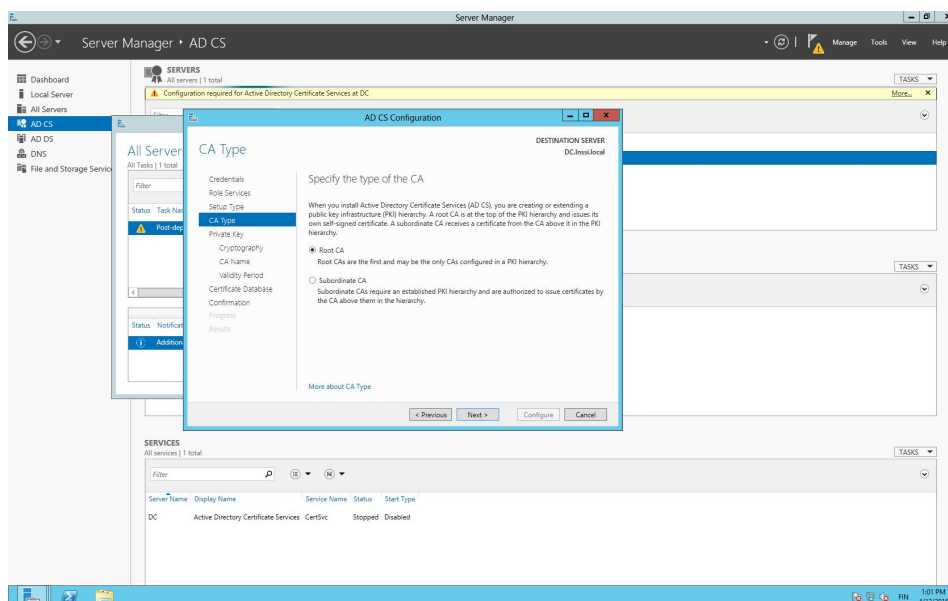 Server Manager
Server Manager ‣ AD CS
Manage Tools View Help
Dashboard
Local Server
All Servers
AD CS
AD DS
DNS
File and Storage Servic
SERVERS
All servers | 1 total
TASKS
Configuration required for Active Directory Certificate Services at DC
More...
Filter
All Server
All Tasks | 1 total
Filter
Status Task Nar
Post-dep
Status Notificat
Addition
AD CS Configuration
CA Type
DESTINATION SERVER
DC.lnssi.local
Credentials
Role Services
Setup Type
CA Type
Private Key
Cryptography
CA Name
Validity Period
Certificate Database
Confirmation
Progress
Results
Specify the type of the CA
When you install Active Directory Certificate Services (AD CS), you are creating or extending a
public key infrastructure (PKI) hierarchy. A root CA is at the top of the PKI hierarchy and issues its
own self-signed certificate. A subordinate CA receives a certificate from the CA above it in the PKI
hierarchy.
Root CA
Root CAs are the first and may be the only CAs configured in a PKI hierarchy.
Subordinate CA
Subordinate CAs require an established PKI hierarchy and are authorized to issue certificates by
the CA above them in the hierarchy.
More about CA Type
< Previous Next > Configure Cancel
TASKS
SERVICES
All services | 1 total
TASKS
Filter
Server Name Display Name Service Name Status Start Type
DC Active Directory Certificate Services CertSvc Stopped Disabled
FIN
1:01 PM